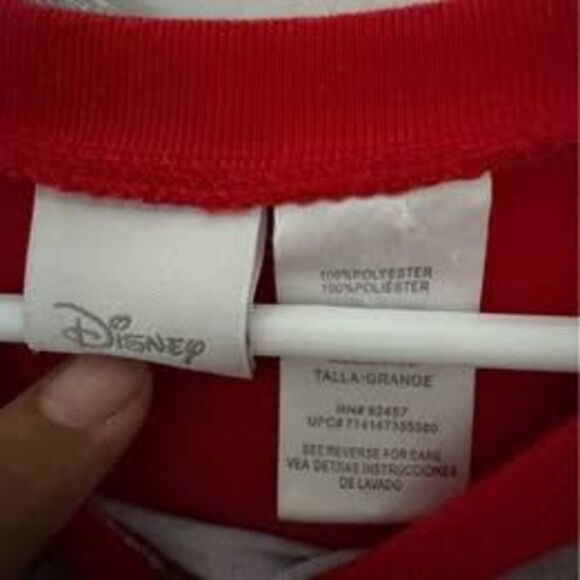 Disney
100%POLYESTER
100%POLIÉSTER
TALLA:GRANDE
RN# 92457
UPC# 714147355580
SEE REVERSE FOR CARE
VEA DETRAS INSTRUCCIONES
DE LAVADO